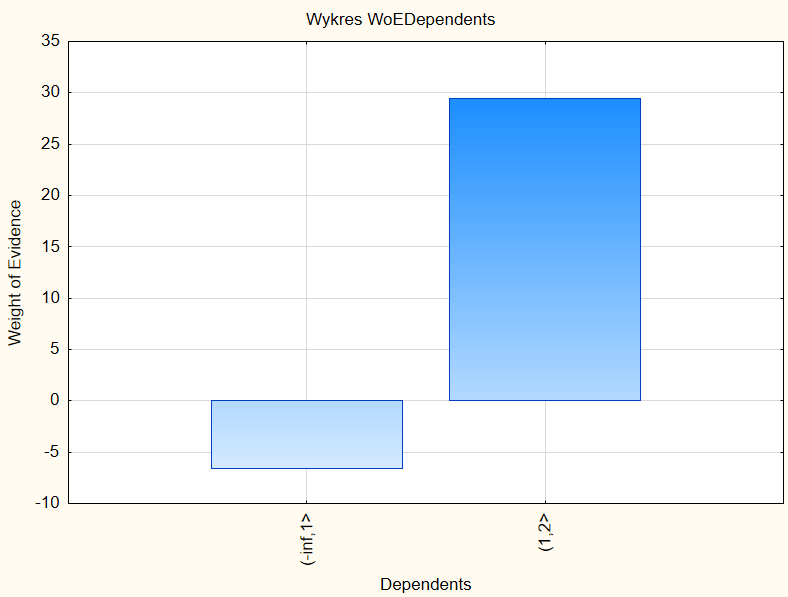 Wykres WoEDependents
35
30
25
20
15
10
5
0
-5
-10
Weight of Evidence
(-inf,1>
(1,2>
Dependents